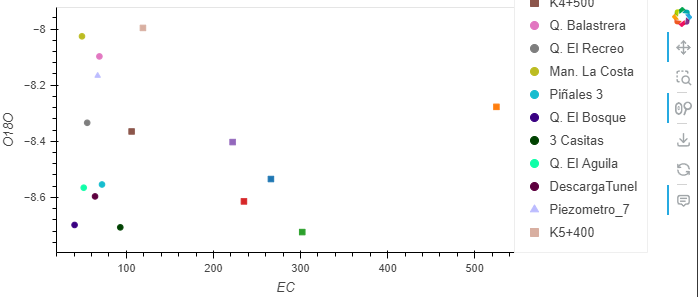 K4+500
Q. Balastrera
Q. El Recreo
Man. La Costa
Piñales 3
Q. El Bosque
3 Casitas
Q. El Aguila
DescargaTunel
Piezometro_7
K5+400
−8
−8.2
−8.4
−8.6
O18O
100
200
300
400
500
EC